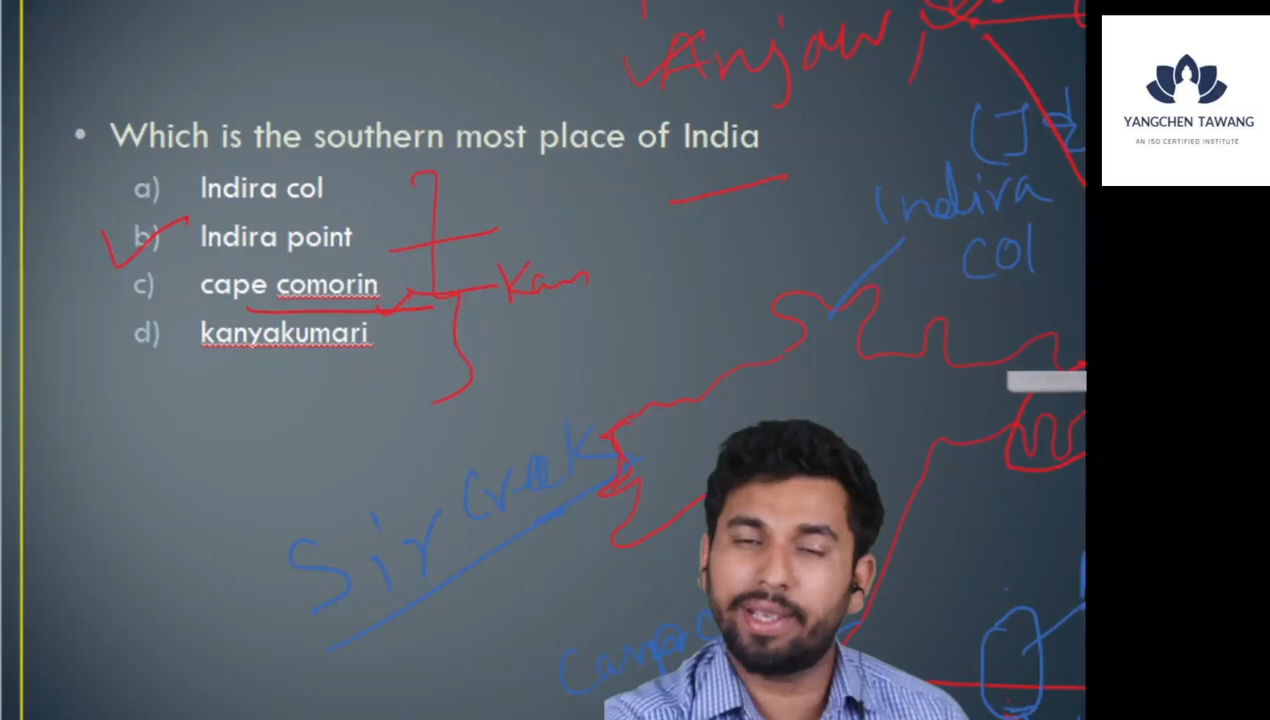 Anjaw,
YANGCHEN TAWANG
AN ISO CERTIFIED INSTITUTE
• Which is the southern most place of India
a) Indira col
b) Indira point
c) cape comorin
d) kanyakumari
Indira
col
Kan
Sir Creek